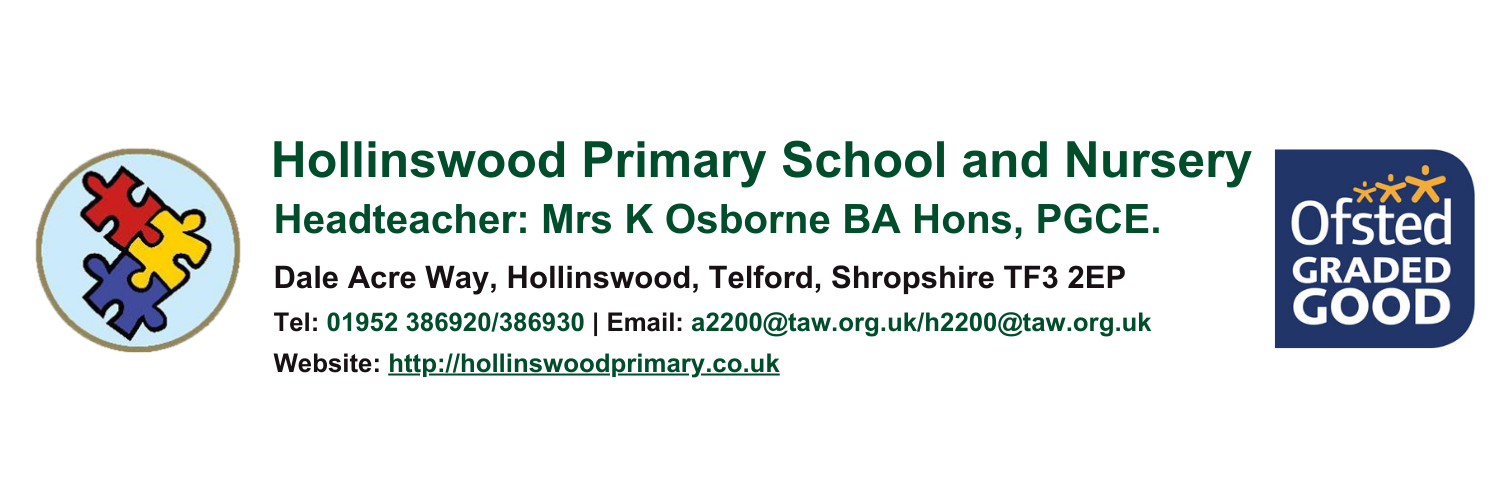 Hollinswood Primary School and Nursery
Headteacher: Mrs K Osborne BA Hons, PGCE.
Dale Acre Way, Hollinswood, Telford, Shropshire TF3 2EP
Tel: 01952 386920/386930 | Email: a2200@taw.org.uk/h2200@taw.org.uk
Website: http://hollinswoodprimary.co.uk
Ofsted
GRADED
GOOD